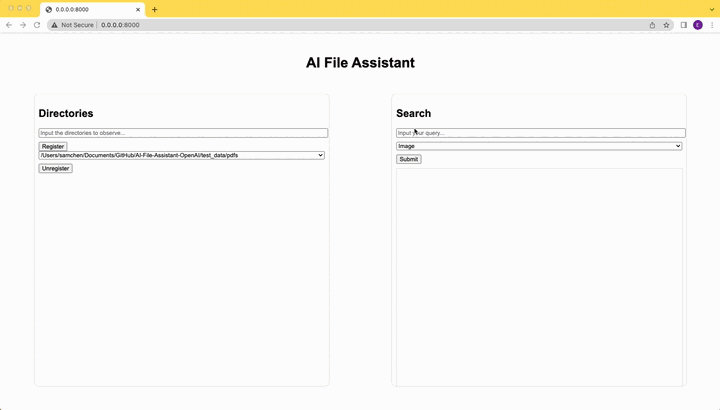 0.0.0.0:8000
Not Secure
0.0.0.0:8000
E
AI File Assistant
Directories
Input the directories to observe...
Register
/Users/samchen/Documents/GitHub/AI-File-Assistant-OpenAI/test_data/pdfs
Unregister
Search
Input your query...
Image
Submit